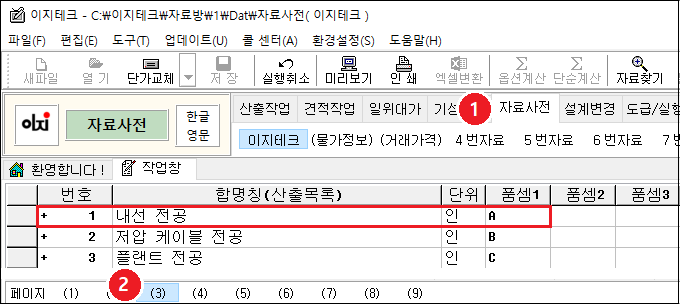 이지테크 - C:₩이지테크₩자료방₩1₩Dat₩자료사전( 이지테크 )
파일(F) 편집(E) 도구(T) 업데이트(U) 콜 센터(A) 환경설정(S) 도움말(H)
새파일 열 기 단가교체 저 장 실행취소 미리보기 인 쇄 엑셀변환 옵션계산 단순계산 자료찾기
산출작업 견적작업 일위대가 1 자료사전 설계변경 도급/실행
이지 자료사전 한글
영문
이지테크 (물가정보) (거래가격) 4 번자료 5 번자료 6 번자료 7 번
환영합니다 ! 작업창
번호 합명칭(산출목록) 단위 품셈1 품셈2 품셈3
+ 1 내선 전공 인 A
+ 2 저압 케이블 전공 인 B
+ 3 플랜트 전공 인 C
페이지 (1) 2 (3) (4) (5) (6) (7) (8) (9)